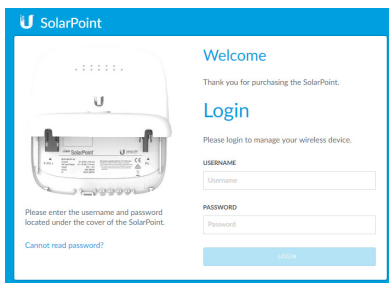 SolarPoint
Welcome
Thank you for purchasing the SolarPoint.
Login
Please login to manage your wireless device.
USERNAME
Username
PASSWORD
Password
LOGIN
SolarPoint
Please enter the username and password
located under the cover of the SolarPoint.
Cannot read password?